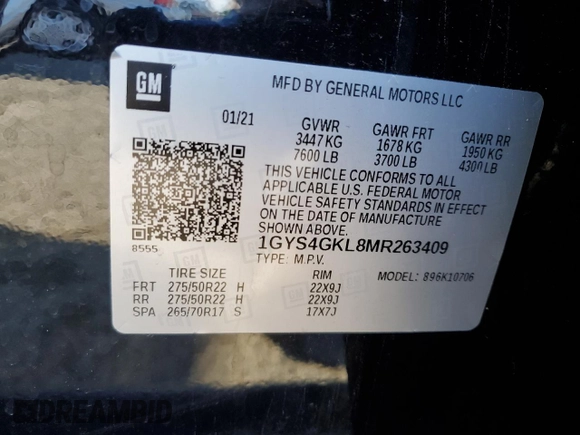 GM
MFD BY GENERAL MOTORS LLC
01/21
GVWR GAWR FRT GAWR RR
3447 KG 1678 KG 1950 KG
7600 LB 3700 LB 4300 LB
THIS VEHICLE CONFORMS TO ALL
APPLICABLE U.S. FEDERAL MOTOR
VEHICLE SAFETY STANDARDS IN EFFECT
ON THE DATE OF MANUFACTURE
SHOWN ABOVE.
1GYS4GKL8MR263409
8555
TYPE: M.P.V.
MODEL: 896K10706
TIRE SIZE RIM
FRT 275/50R22 H 22X9J
RR 275/50R22 H 22X9J
SPA 265/70R17 S 17X7J
DREAMBID